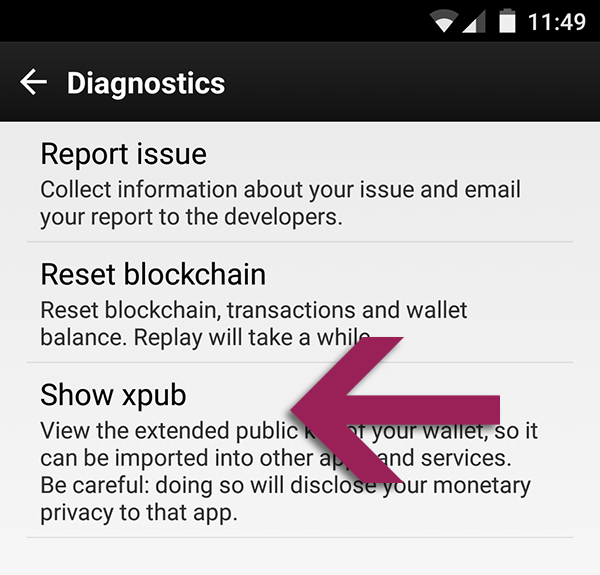 11:49
Diagnostics
Report issue
Collect information about your issue and email
your report to the developers.
Reset blockchain
Reset blockchain, transactions and wallet
balance. Replay will take a while.
Show xpub
View the extended public of your wallet, so it
can be imported into other and services.
Be careful: doing so will disclose your monetary
privacy to that app.